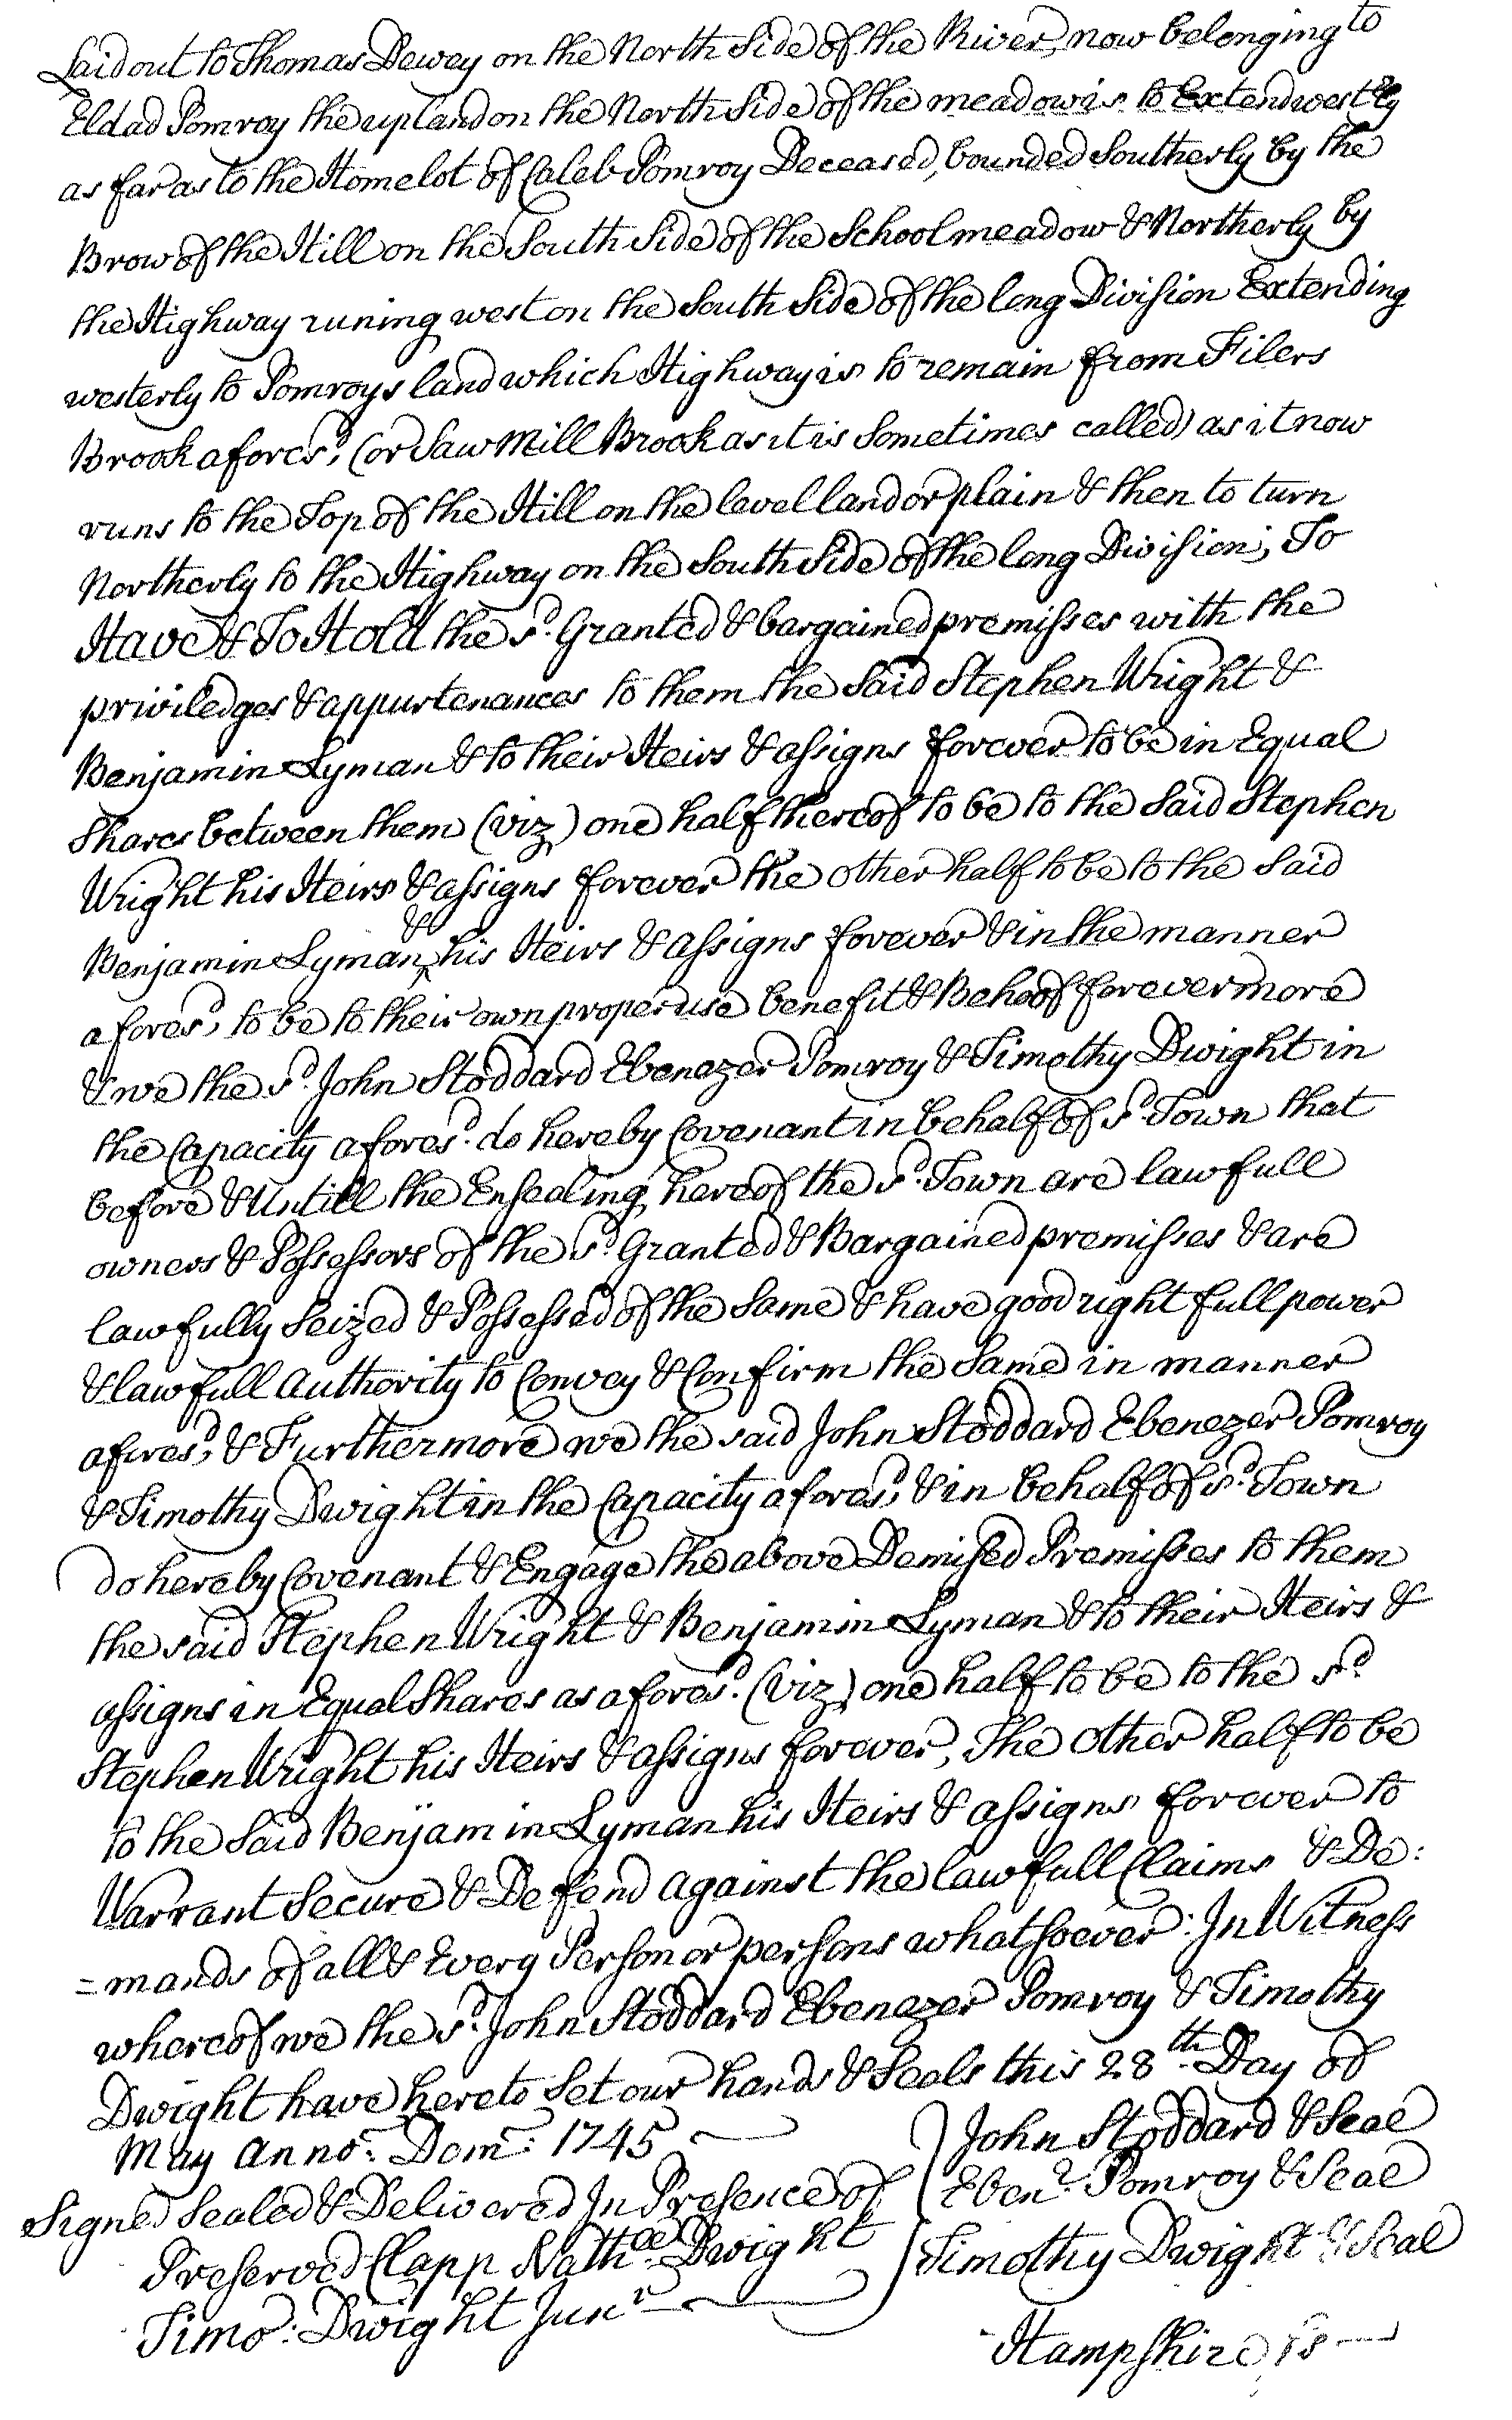 Laid out to Thomas Dewey on the North Side of the River, now belonging to
Eldad Pomroy the upland on the North Side of the meadow is to Extend westerly
as far as to the Homelot of Caleb Pomroy Deceased, bounded Southerly by the
Brow of the Hill on the South Side of the School meadow & Northerly by
the Highway runing west on the South Side of the long Division Extending
westerly to Pomroys land which Highway is to remain from Filers
Brook afores.d, (or Saw Mill Brook as it is Sometimes called) as it now
runs to the Top of the Hill on the level land or plain & then to turn
Northerly to the Highway on the South Side of the long Division; To
Have & To Hold the s.d Granted & bargained premisses with the
priviledges & appurtenances to them the Said Stephen Wright &
Benjamin Lyman & to their Heirs & assigns forever to be in Equal
Shares between them (viz) one half thereof to be to the Said Stephen
Wright his Heirs & assigns forever the other half to be to the Said
Benjamin Lyman & his Heirs & assigns forever & in the manner
afores.d, to be to their own proper use benefit & Behoof forevermore
& we the s.d John Stoddard Ebenezer Pomroy & Timothy Dwight in
the Capacity afores.d do hereby Covenant in behalf of s.d Town that
before & Untill the Ensealing hereof the s.d Town are lawfull
owners & Possessors of the s.d Granted & Bargained premisses & are
lawfully Seized & Possessed of the Same & have good right full power
& lawfull Authority to Convey & Confirm the Same in manner
afores.d, & Furthermore we the said John Stoddard Ebenezer Pomroy
& Timothy Dwight in the Capacity afores.d, & in behalf of s.d Town
do hereby Covenant & Engage the above Demised Premisses to them
the said Stephen Wright & Benjamin Lyman & to their Heirs &
assigns in Equal Shares as afores.d (viz) one half to be to the s.d
Stephen Wright his Heirs & assigns forever, The Other half to be
to the Said Benjamin Lyman his Heirs & assigns forever to
Warrant Secure & Defend against the lawfull Claims & De:
=mands of all & Every Person or persons whatsoever: In Witness
whereof we the s.d John Stoddard Ebenezer Pomroy & Timothy
Dwight have hereto Set our hands & Seals this 28th Day of
May Anno: Dom: 1745
John Stoddard & Seal
Signed Sealed & Delivered In Presence of
Eben.r Pomroy & Seal
Preserved Clapp Nath.el Dwight
Timothy Dwight & Seal
Timo: Dwight Jun.r
Hampshire ss